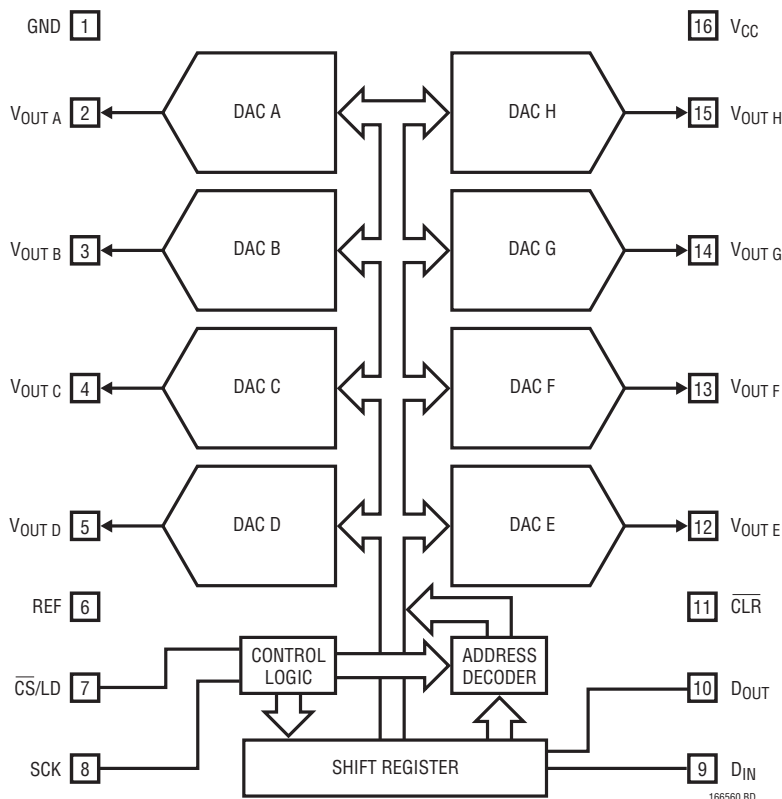 GND 1
16 VCC
VOUT A 2
DAC A
DAC H
15 VOUT H
VOUT B 3
DAC B
DAC G
14 VOUT G
VOUT C 4
DAC C
DAC F
13 VOUT F
VOUT D 5
DAC D
DAC E
12 VOUT E
REF 6
11 C̅L̅R̅
C̅S̅/LD 7
CONTROL
LOGIC
ADDRESS
DECODER
10 DOUT
SCK 8
SHIFT REGISTER
9 DIN
166560 BD